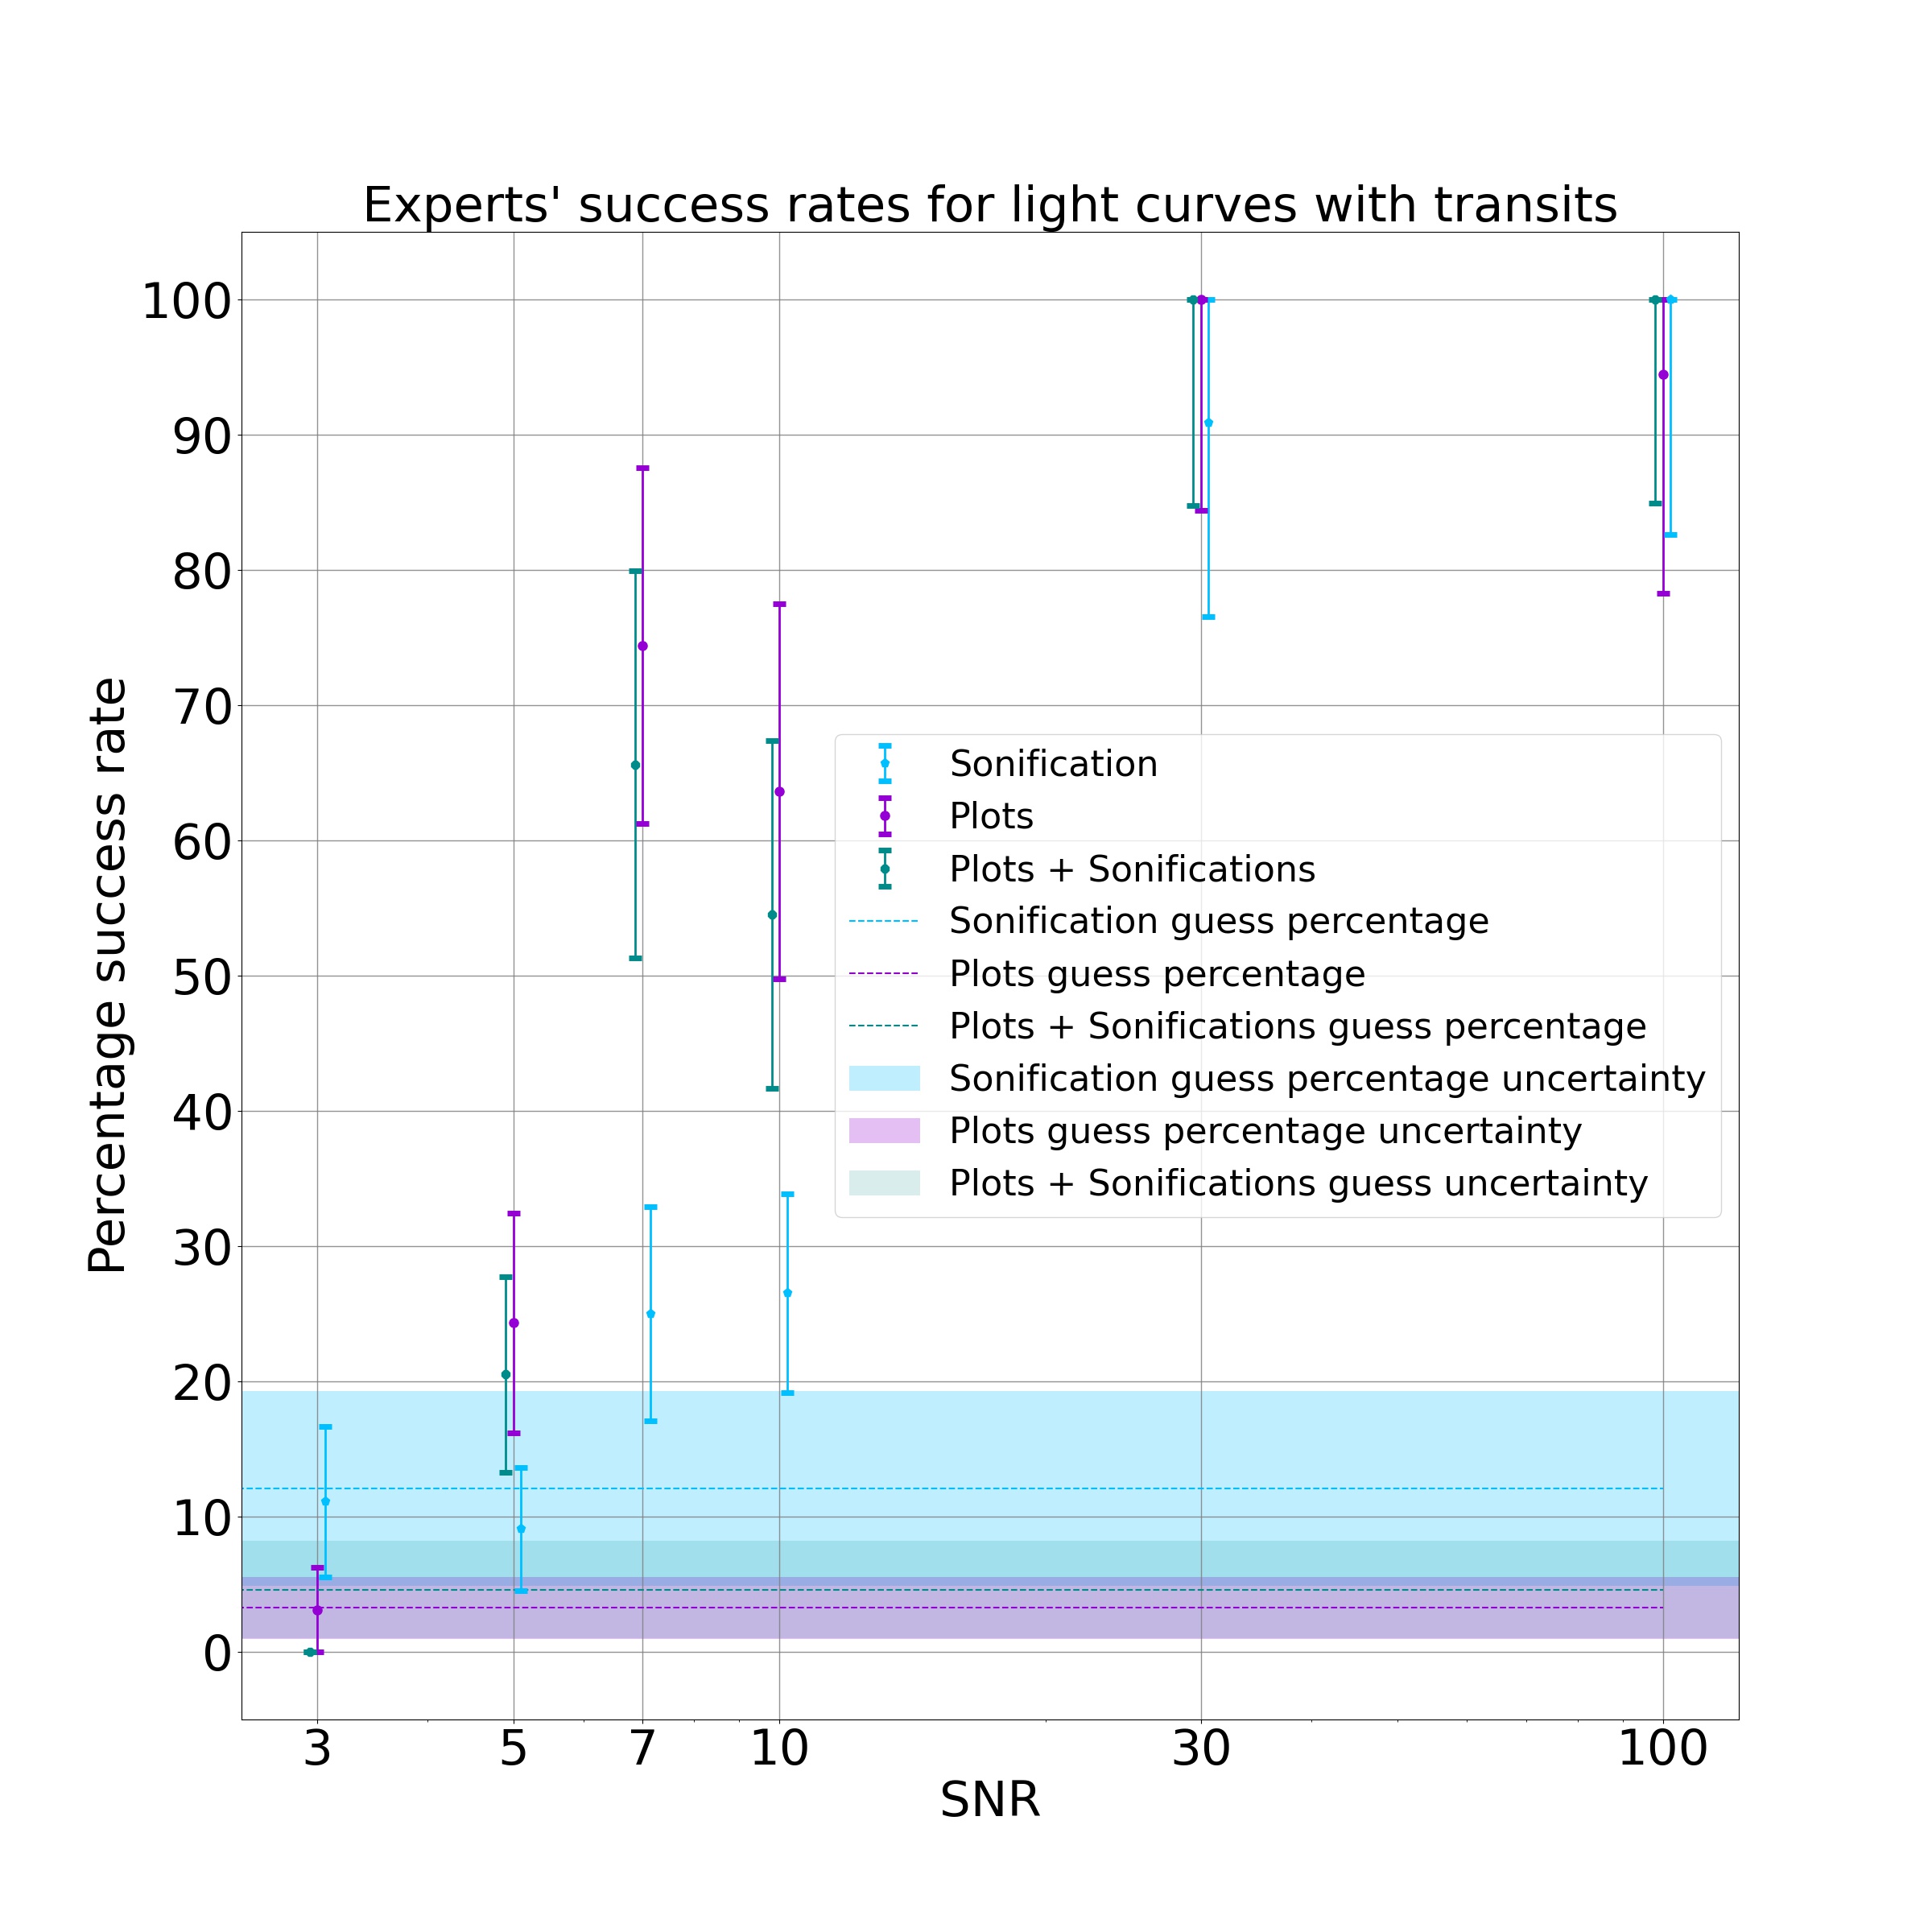 Experts' success rates for light curves with transits
Percentage success rate
100
90
80
70
60
50
40
30
20
10
0
Sonification
Plots
Plots + Sonifications
Sonification guess percentage
Plots guess percentage
Plots + Sonifications guess percentage
Sonification guess percentage uncertainty
Plots guess percentage uncertainty
Plots + Sonifications guess uncertainty
3 5 7 10 30 100
SNR